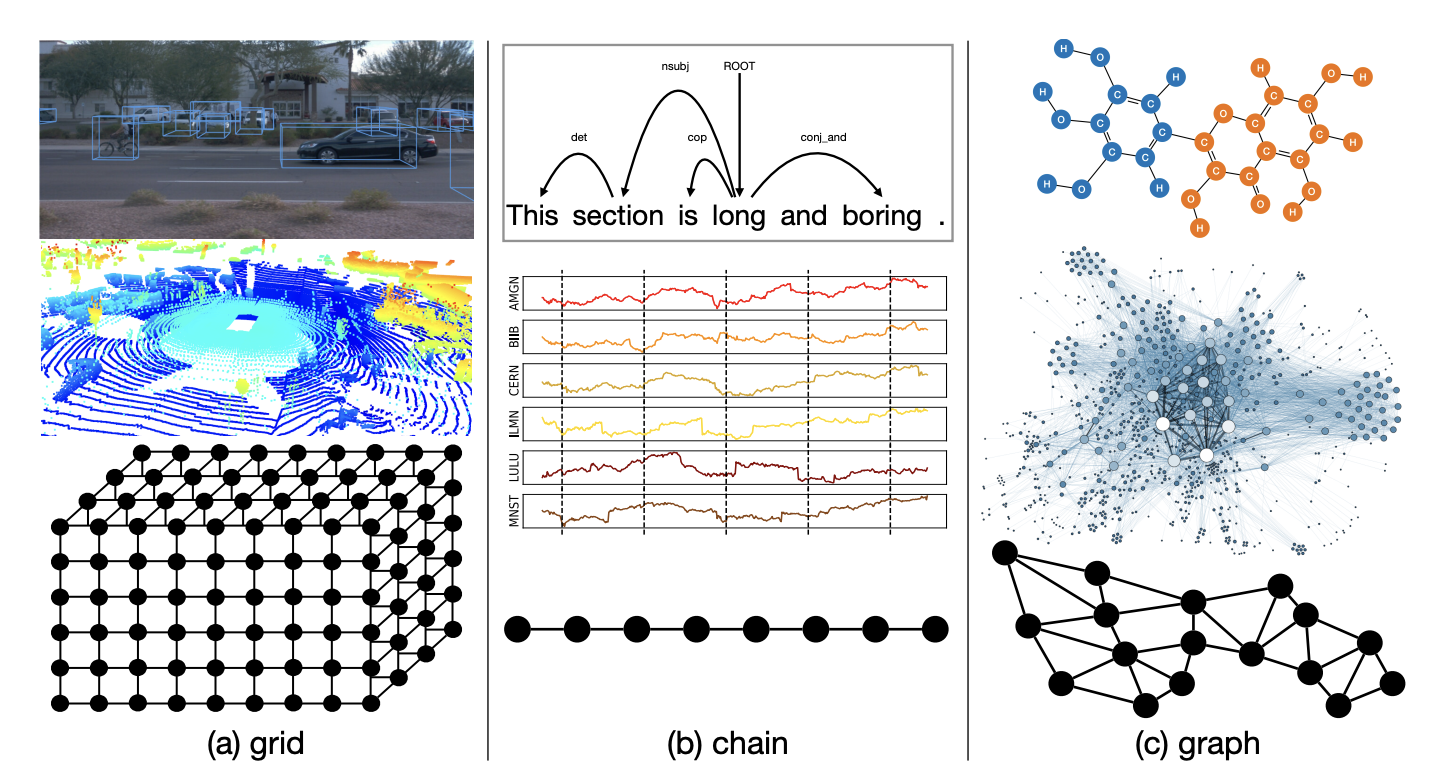 nsubj ROOT
det cop conj_and
This section is long and boring .
AMGN
BIIB
CERN
ILMN
LULU
MNST
H O H C C C C C C O H O H H
H O H C C O C C C H C C C C O O H O H
(a) grid
(b) chain
(c) graph